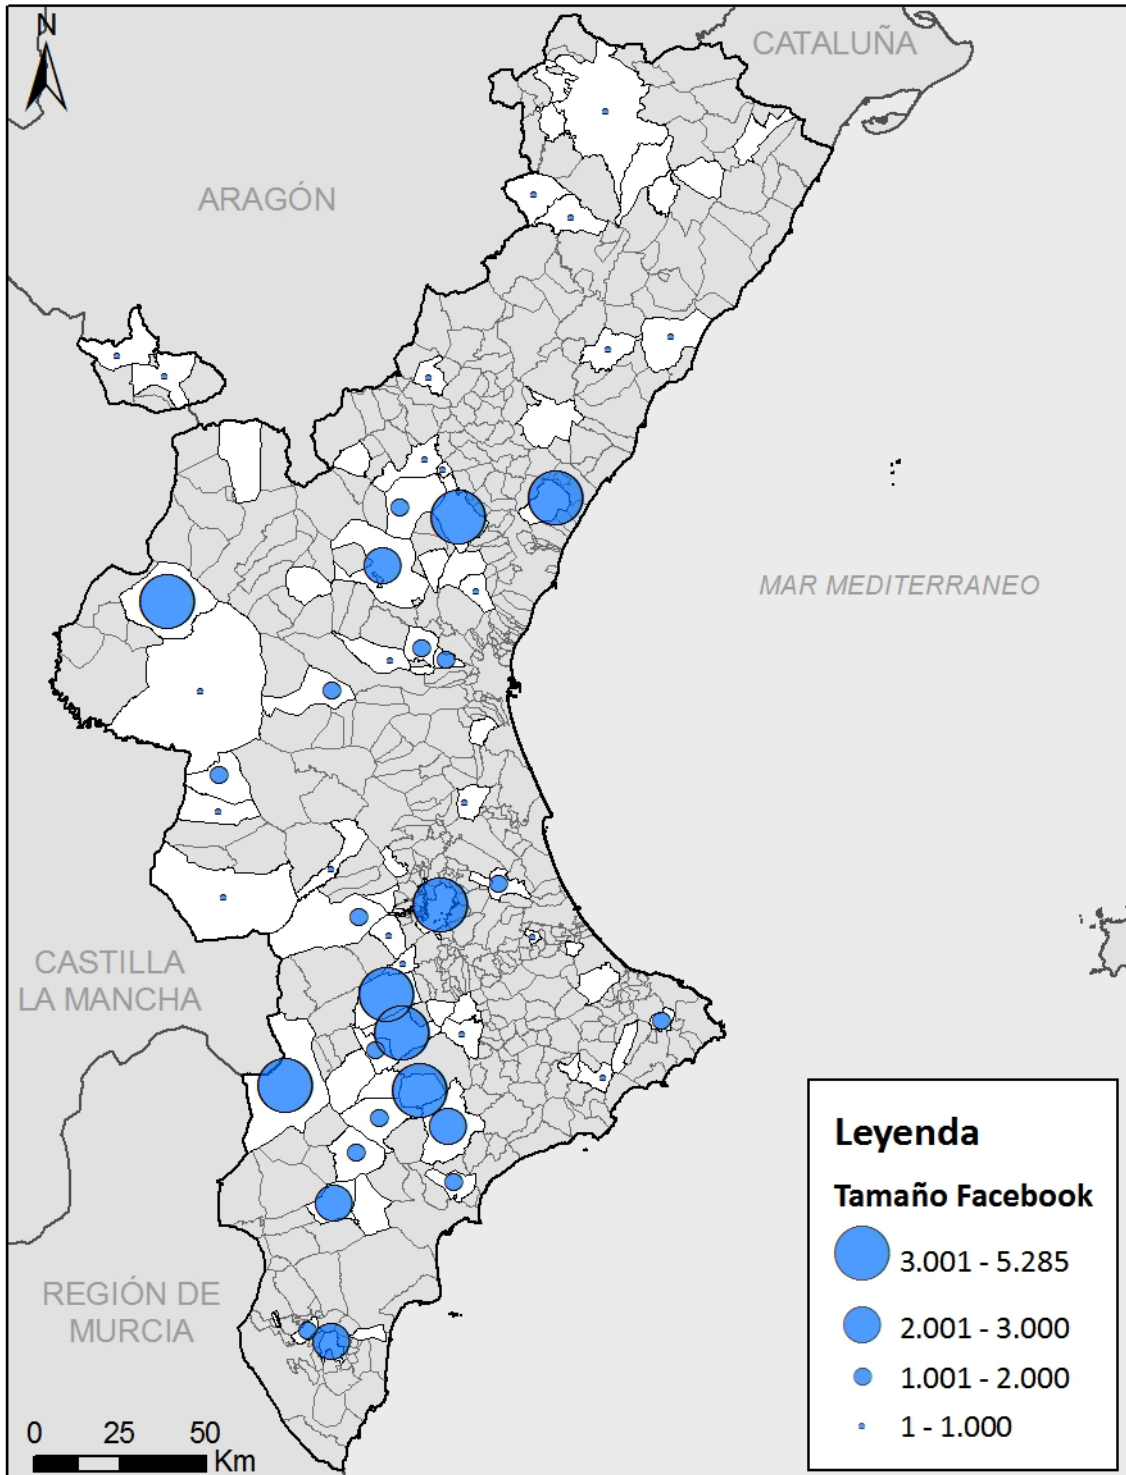 N
CATALUÑA
ARAGÓN
MAR MEDITERRANEO
CASTILLA
LA MANCHA
REGIÓN DE
MURCIA
Leyenda
Tamaño Facebook
3.001 - 5.285
2.001 - 3.000
1.001 - 2.000
1 - 1.000
0 25 50
Km